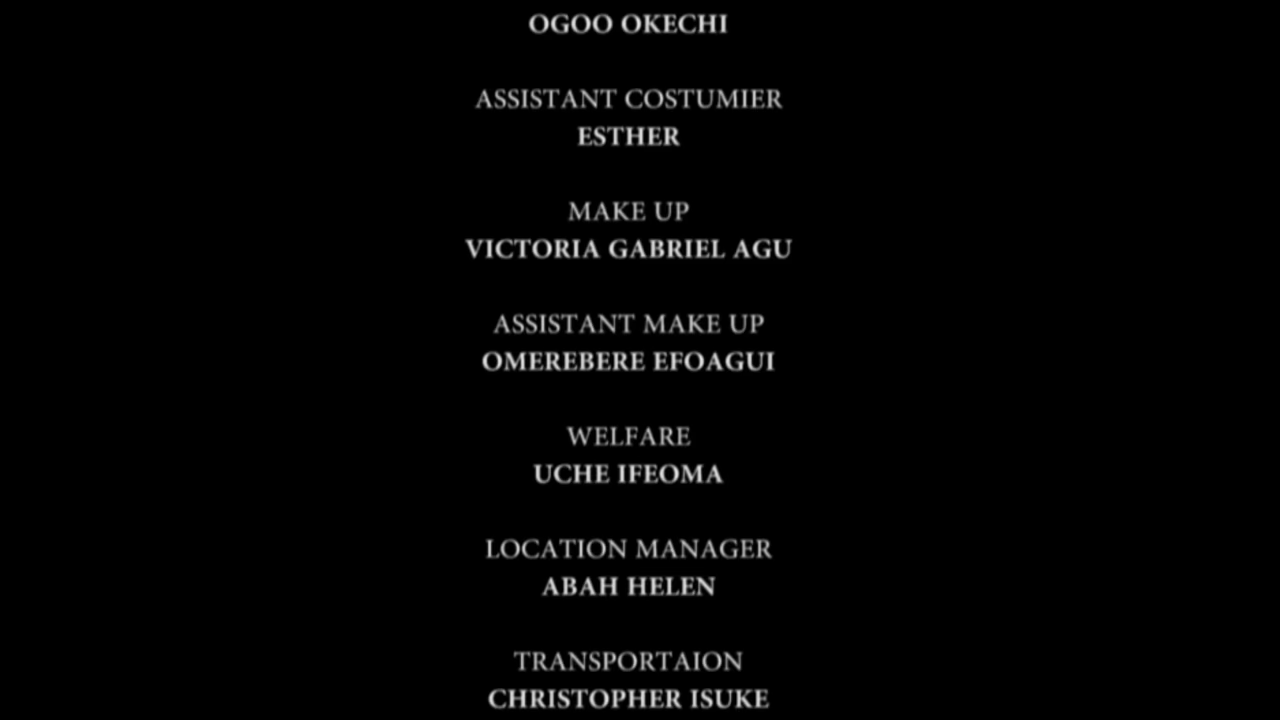 OGOO OKECHI
ASSISTANT COSTUMIER
ESTHER
MAKE UP
VICTORIA GABRIEL AGU
ASSISTANT MAKE UP
OMEREBERE EFOAGUI
WELFARE
UCHE IFEOMA
LOCATION MANAGER
ABAH HELEN
TRANSPORTAION
CHRISTOPHER ISUKE